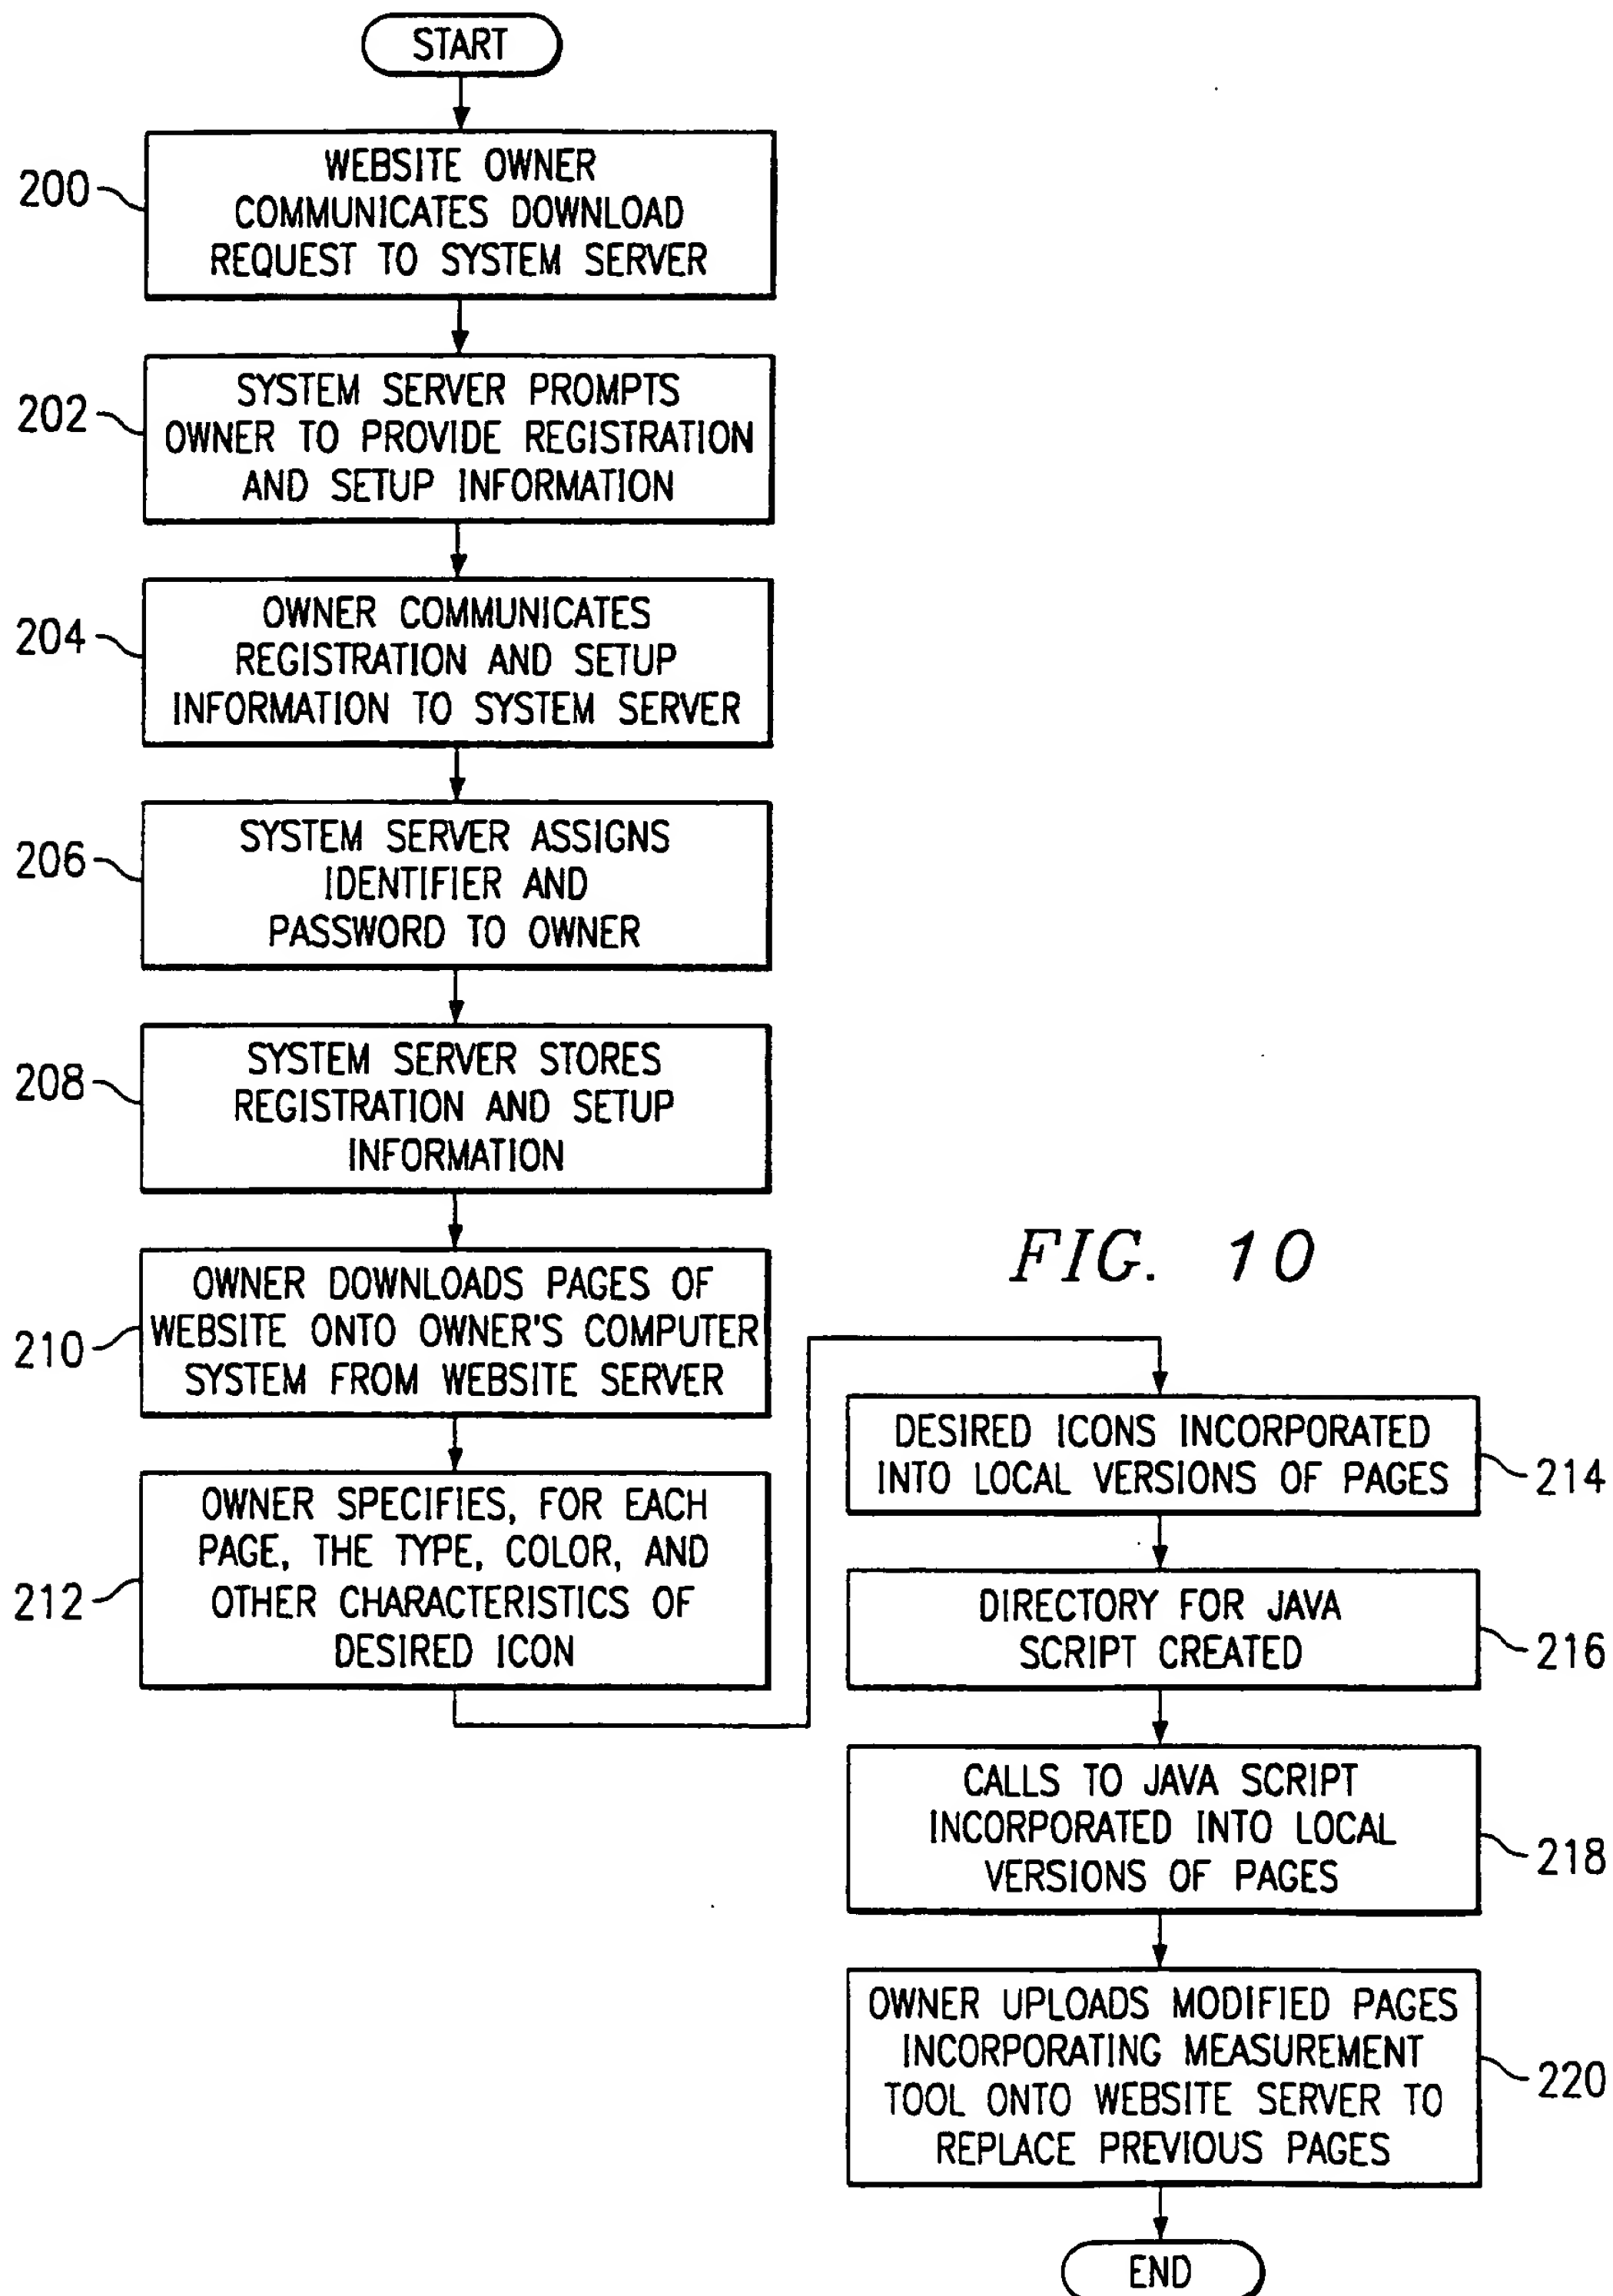 START
200
WEBSITE OWNER
COMMUNICATES DOWNLOAD
REQUEST TO SYSTEM SERVER
202
SYSTEM SERVER PROMPTS
OWNER TO PROVIDE REGISTRATION
AND SETUP INFORMATION
204
OWNER COMMUNICATES
REGISTRATION AND SETUP
INFORMATION TO SYSTEM SERVER
206
SYSTEM SERVER ASSIGNS
IDENTIFIER AND
PASSWORD TO OWNER
208
SYSTEM SERVER STORES
REGISTRATION AND SETUP
INFORMATION
210
OWNER DOWNLOADS PAGES OF
WEBSITE ONTO OWNER'S COMPUTER
SYSTEM FROM WEBSITE SERVER
212
OWNER SPECIFIES, FOR EACH
PAGE, THE TYPE, COLOR, AND
OTHER CHARACTERISTICS OF
DESIRED ICON
FIG. 10
DESIRED ICONS INCORPORATED
INTO LOCAL VERSIONS OF PAGES
214
DIRECTORY FOR JAVA
SCRIPT CREATED
216
CALLS TO JAVA SCRIPT
INCORPORATED INTO LOCAL
VERSIONS OF PAGES
218
OWNER UPLOADS MODIFIED PAGES
INCORPORATING MEASUREMENT
TOOL ONTO WEBSITE SERVER TO
REPLACE PREVIOUS PAGES
220
END